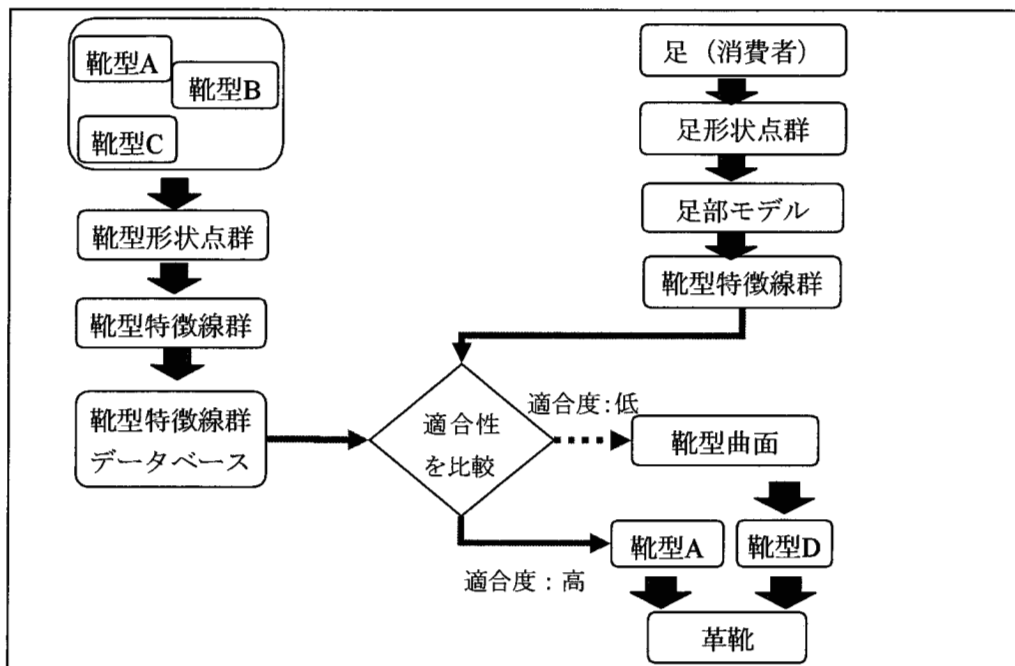 靴型A
靴型B
靴型C
靴型形状点群
靴型特徴線群
靴型特徴線群
データベース
足（消費者）
足形状点群
足部モデル
靴型特徴線群
適合性
を比較
適合度：低
靴型曲面
適合度：高
靴型A
靴型D
革靴